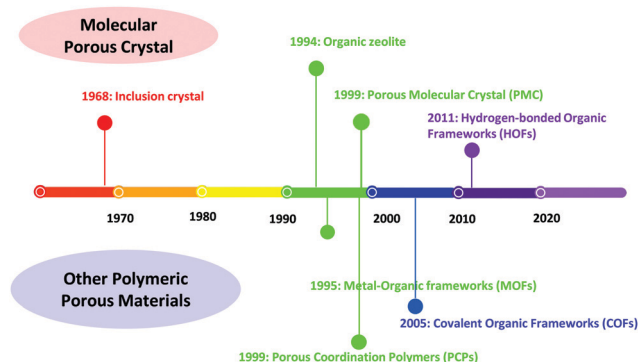 Molecular
Porous Crystal
1994: Organic zeolite
1968: Inclusion crystal
1999: Porous Molecular Crystal (PMC)
2011: Hydrogen-bonded Organic
Frameworks (HOFs)
1970
1980
1990
2000
2010
2020
Other Polymeric
Porous Materials
1995: Metal-Organic frameworks (MOFs)
2005: Covalent Organic Frameworks (COFs)
1999: Porous Coordination Polymers (PCPs)